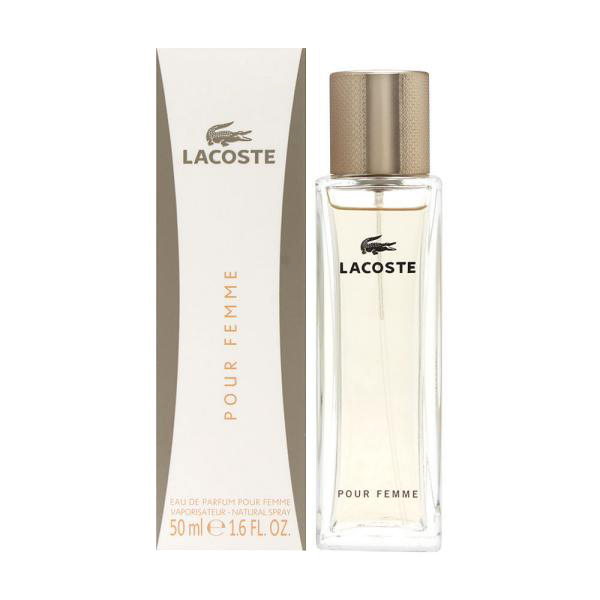 LACOSTE
POUR FEMME
EAU DE PARFUM POUR FEMME
VAPORISATEUR - NATURAL SPRAY
50 ml ℮ 1.6 FL. OZ.
LACOSTE
POUR FEMME